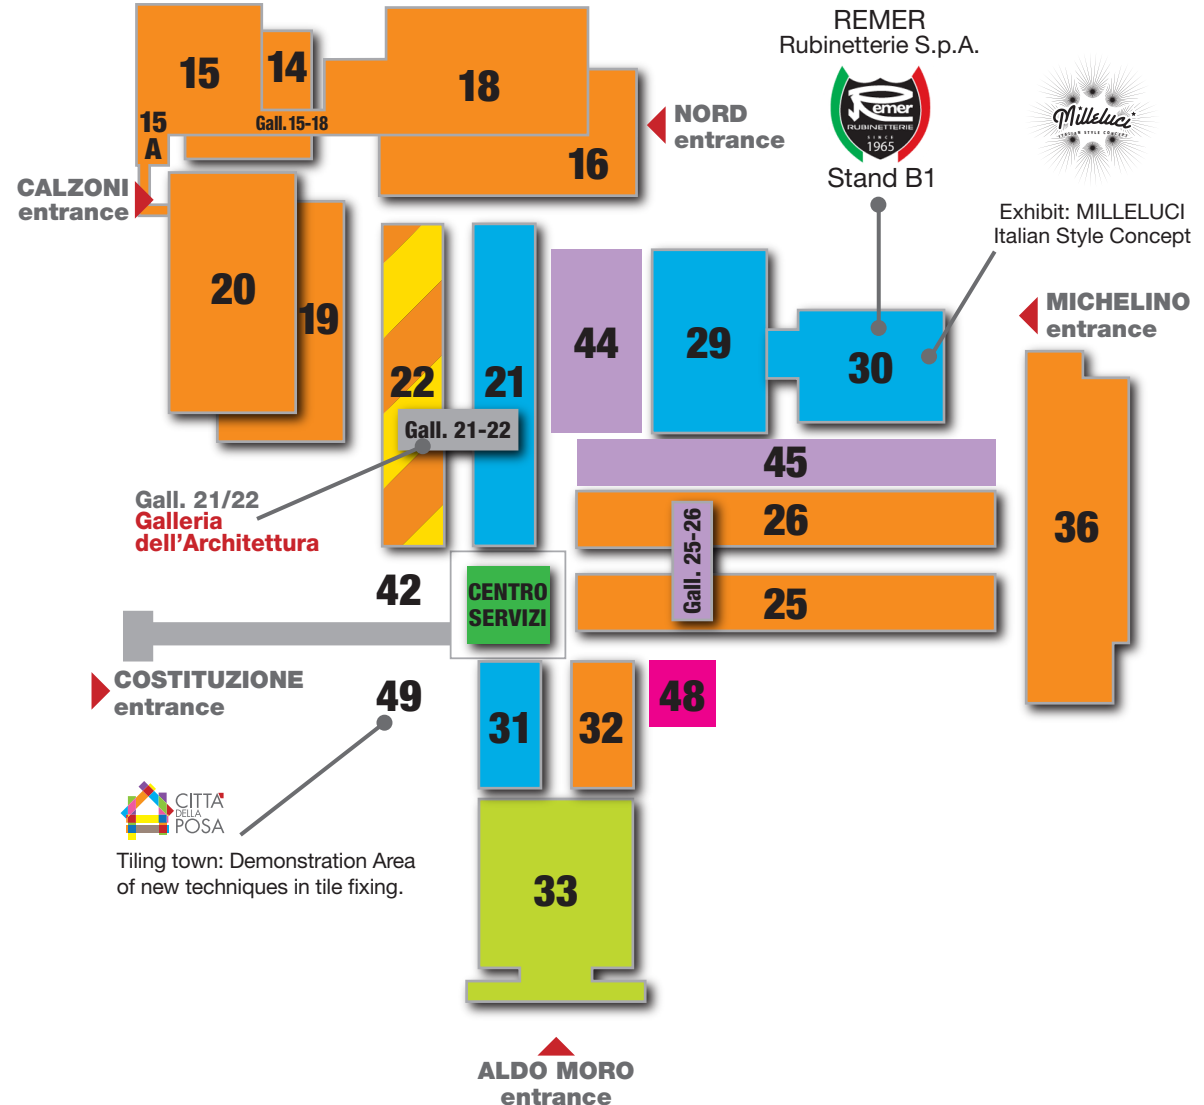 REMER
Rubinetterie S.p.A.
Remer
RUBINETTERIE
SINCE
1965
Stand B1
Milleluci
ITALIAN STYLE CONCEPT
Exhibit: MILLELUCI
Italian Style Concept
15
14
18
Gall. 15-18
15
A
16
NORD
entrance
CALZONI
entrance
20
19
22
21
44
29
30
MICHELINO
entrance
Gall. 21-22
45
Gall. 21/22
Galleria
dell'Architettura
26
Gall. 25-26
25
36
42
CENTRO
SERVIZI
COSTITUZIONE
entrance
49
31
32
48
CITTA'
DELLA
POSA
Tiling town: Demonstration Area
of new techniques in tile fixing.
33
ALDO MORO
entrance